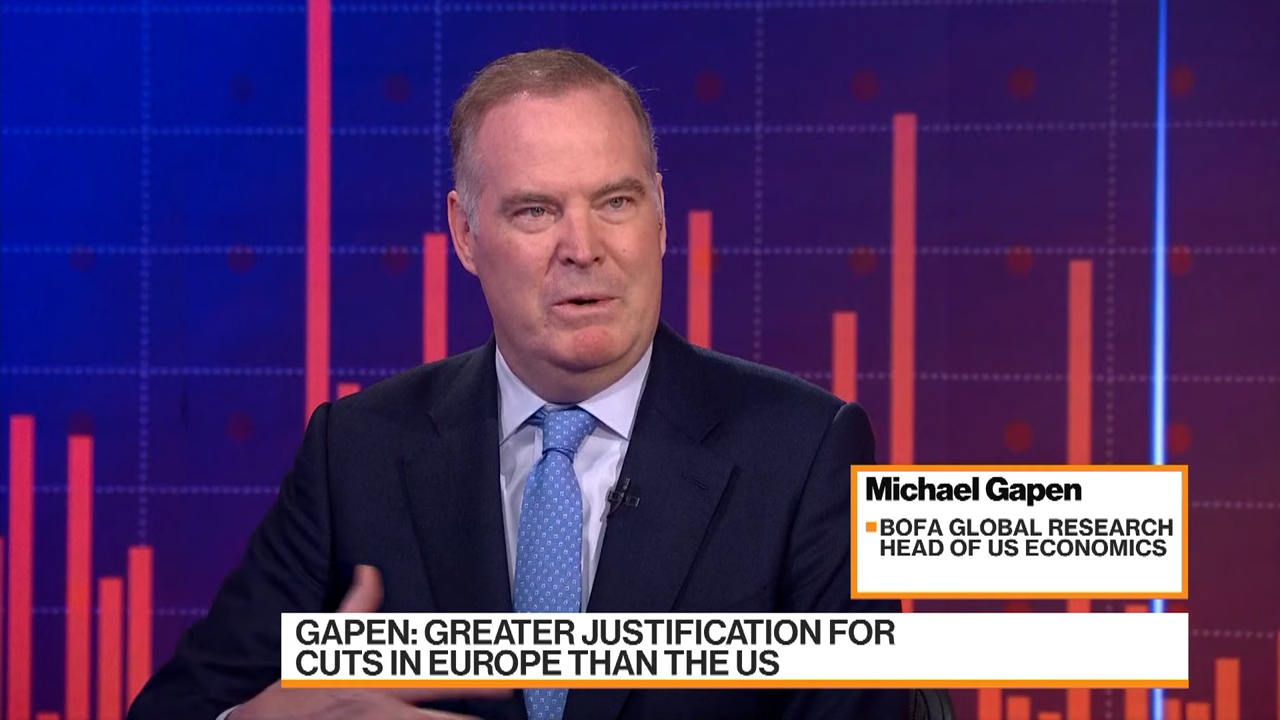 Michael Gapen
BOFA GLOBAL RESEARCH
HEAD OF US ECONOMICS
GAPEN: GREATER JUSTIFICATION FOR
CUTS IN EUROPE THAN THE US